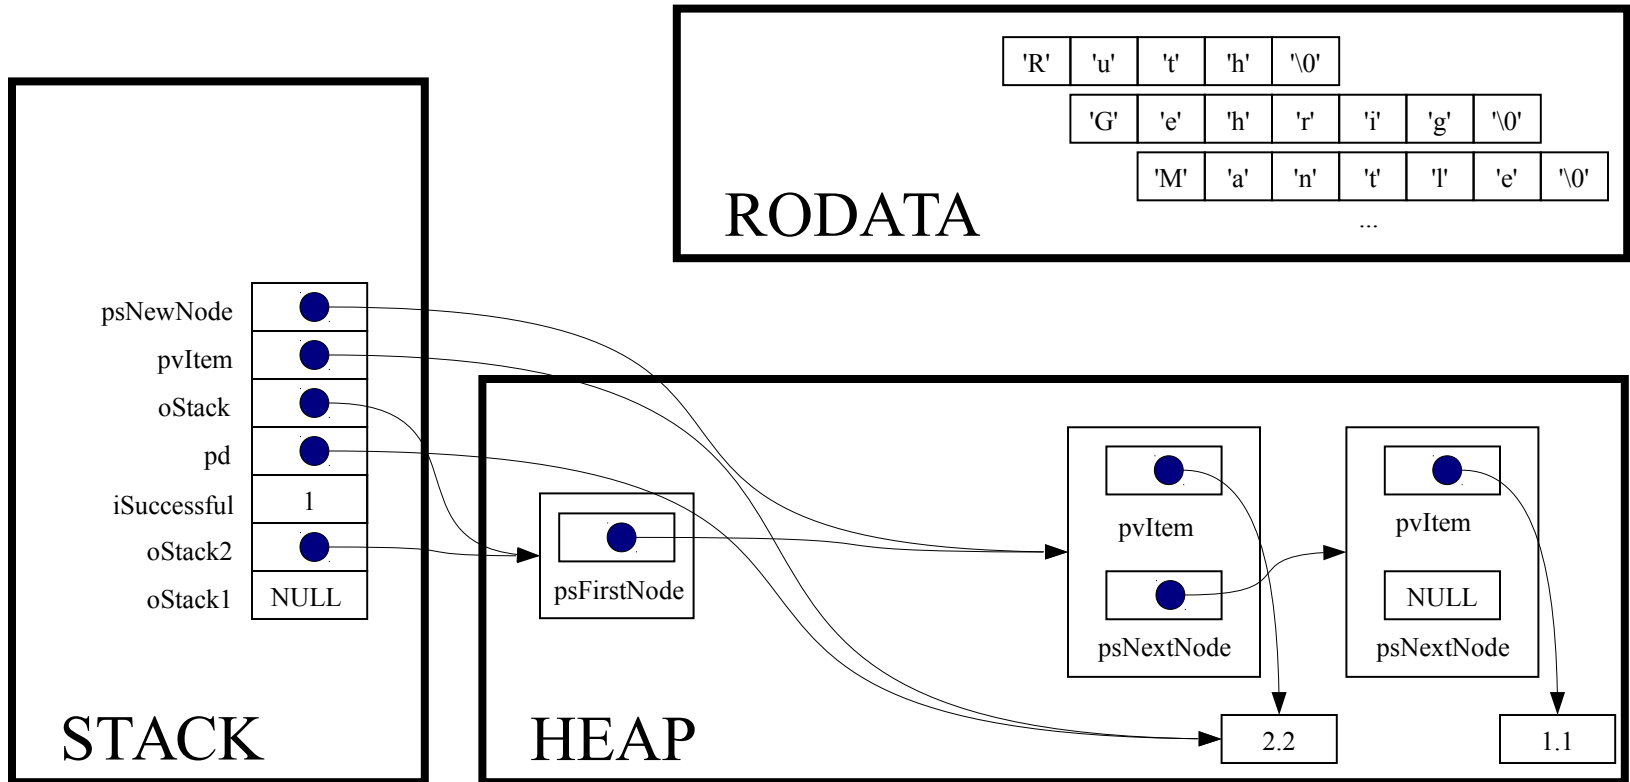 'R' 'u' 't' 'h' '\0'
'G' 'e' 'h' 'r' 'i' 'g' '\0'
'M' 'a' 'n' 't' 'l' 'e' '\0'
...
RODATA
psNewNode
pvItem
oStack
pd
iSuccessful 1
oStack2
oStack1 NULL
STACK
psFirstNode
pvItem
psNextNode
pvItem
NULL
psNextNode
2.2
1.1
HEAP